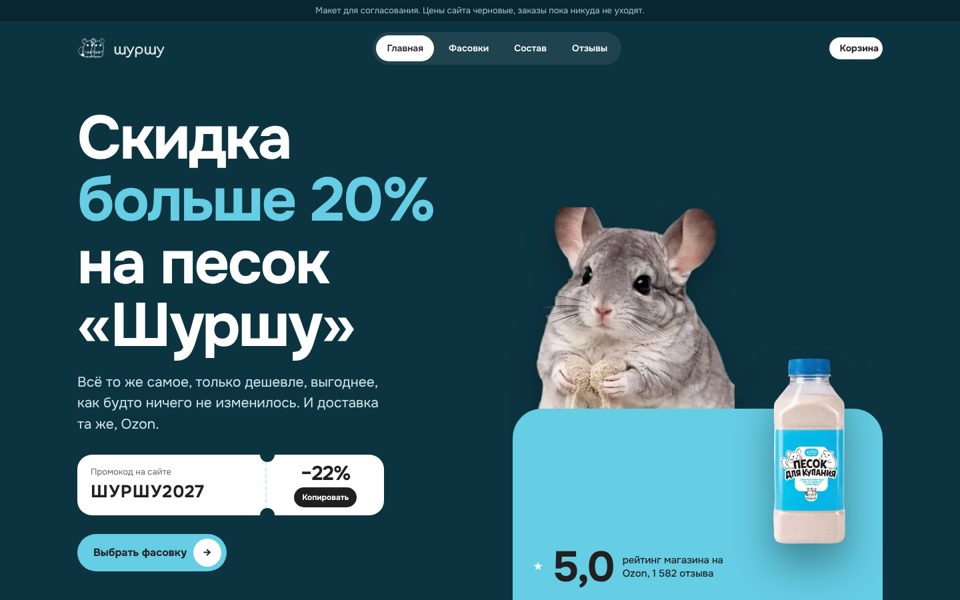 Макет для согласования. Цены сайта черновые, заказы пока никуда не уходят.
шуршу
Главная
Фасовки
Состав
Отзывы
Корзина
Скидка
больше 20%
на песок
«Шуршу»
Всё то же самое, только дешевле, выгоднее,
как будто ничего не изменилось. И доставка
та же, Ozon.
Промокод на сайте
ШУРШУ2027
−22%
Копировать
Выбрать фасовку →
ПЕСОК
ДЛЯ КУПАНИЯ
★ 5,0
рейтинг магазина на
Ozon, 1 582 отзыва